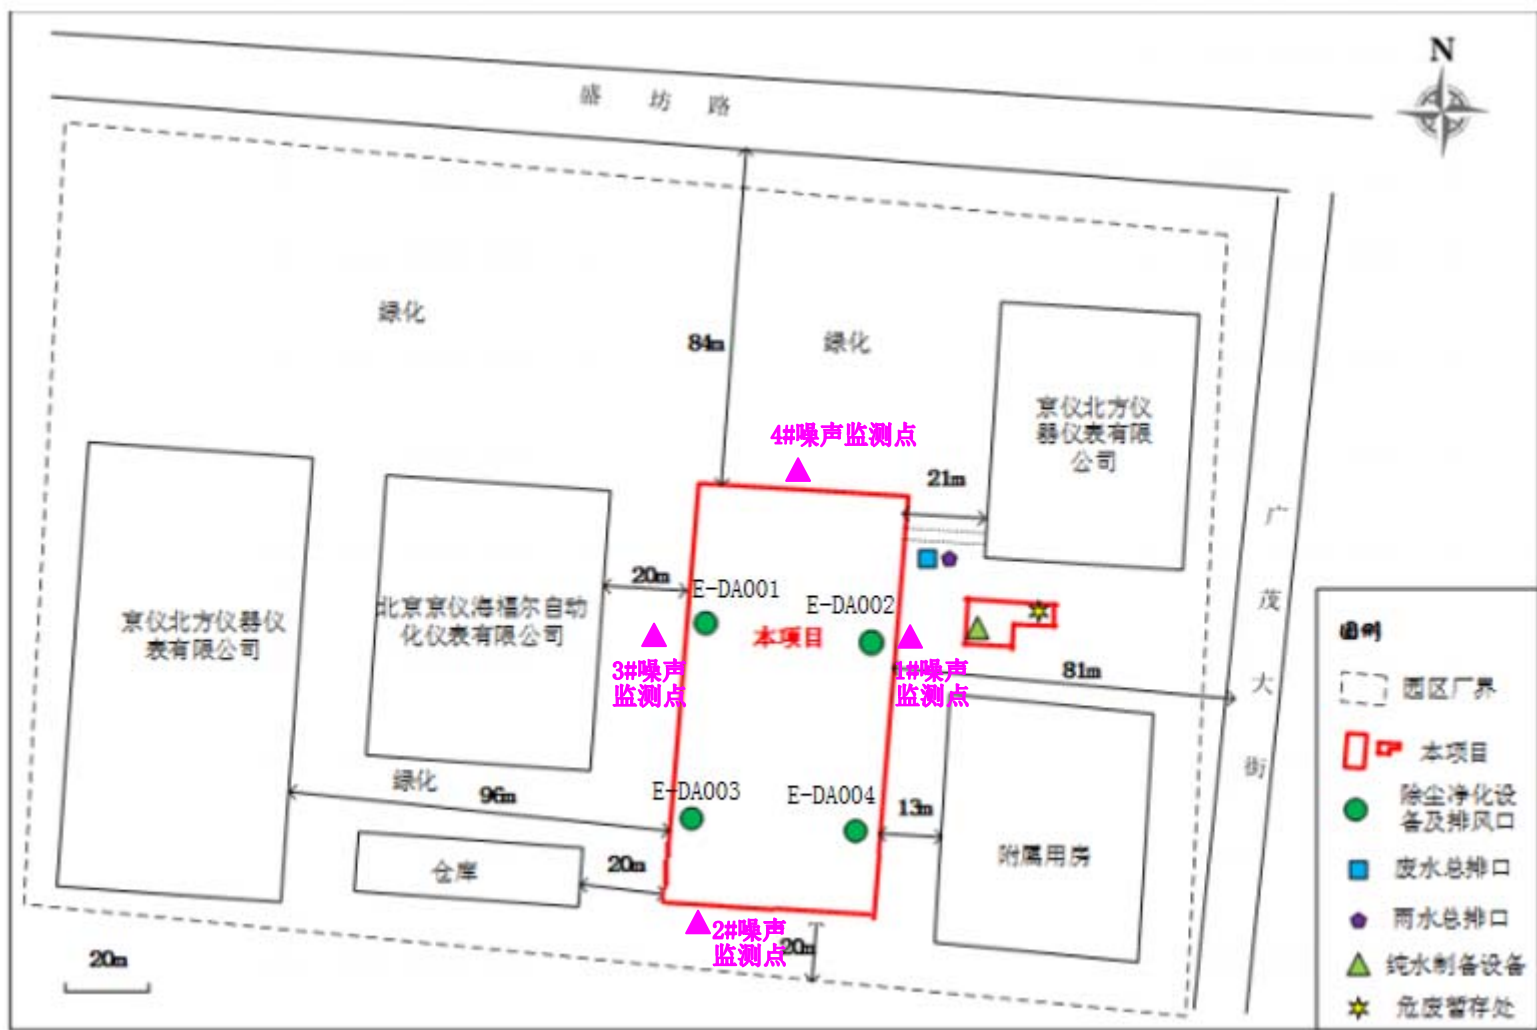 N
盛 坊 路
绿化
84m
绿化
京仪北方仪
器仪表有限
公司
4#噪声监测点
21m
广
茂
大
街
20m
E-DA001
E-DA002
本项目
京仪北方仪器仪
表有限公司
北京京仪海福尔自动
化仪表有限公司
3#噪声
监测点
1#噪声
监测点
81m
绿化
96m
E-DA003
E-DA004
13m
仓库
20m
附属用房
2#噪声
监测点
20m
20m
图例
园区厂界
本项目
除尘净化设
备及排风口
废水总排口
雨水总排口
纯水制备设备
危废暂存处